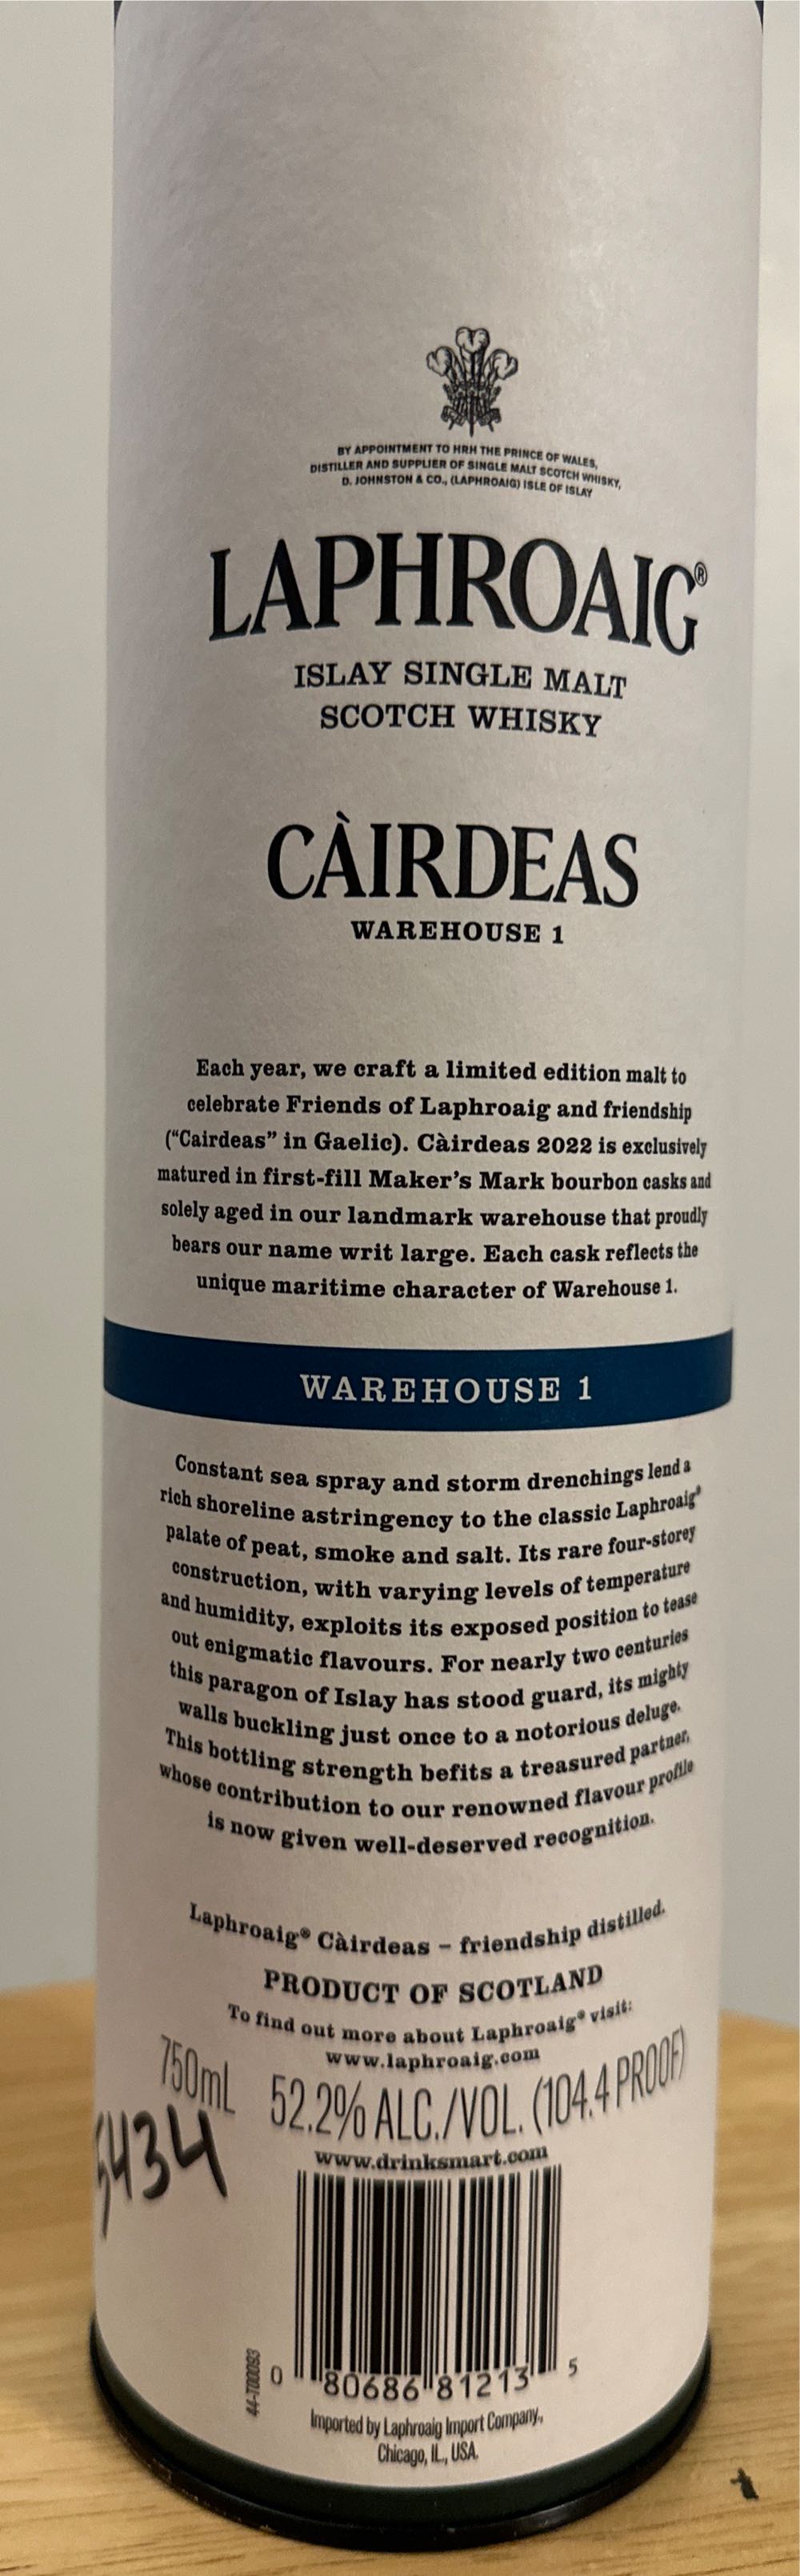 BY APPOINTMENT TO HRH THE PRINCE OF WALES,
DISTILLER AND SUPPLIER OF SINGLE MALT SCOTCH WHISKY,
D. JOHNSTON & CO., (LAPHROAIG) ISLE OF ISLAY
LAPHROAIG®
ISLAY SINGLE MALT
SCOTCH WHISKY
CÀIRDEAS
WAREHOUSE 1
Each year, we craft a limited edition malt to
celebrate Friends of Laphroaig and friendship
(“Cairdeas” in Gaelic). Càirdeas 2022 is exclusively
matured in first-fill Maker’s Mark bourbon casks and
solely aged in our landmark warehouse that proudly
bears our name writ large. Each cask reflects the
unique maritime character of Warehouse 1.
WAREHOUSE 1
Constant sea spray and storm drenchings lend a
rich shoreline astringency to the classic Laphroaig®
palate of peat, smoke and salt. Its rare four-storey
construction, with varying levels of temperature
and humidity, exploits its exposed position to tease
out enigmatic flavours. For nearly two centuries
this paragon of Islay has stood guard, its mighty
walls buckling just once to a notorious deluge.
This bottling strength befits a treasured partner,
whose contribution to our renowned flavour profile
is now given well-deserved recognition.
Laphroaig® Càirdeas – friendship distilled.
PRODUCT OF SCOTLAND
To find out more about Laphroaig® visit:
www.laphroaig.com
750mL 52.2% ALC./VOL. (104.4 PROOF)
434
www.drinksmart.com
44-T00093
0 80686 81213 5
Imported by Laphroaig Import Company.,
Chicago, IL., USA.